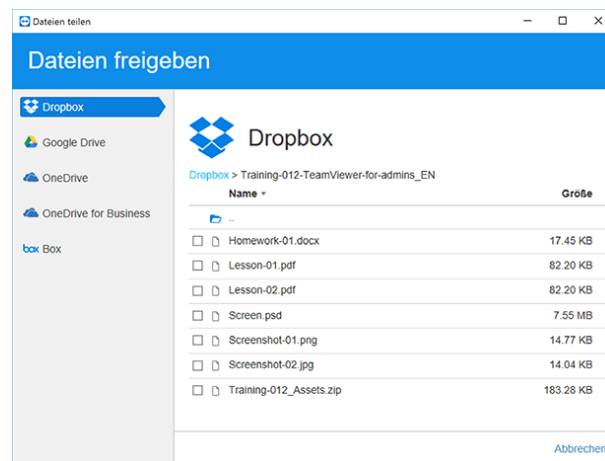 Dateien teilen
Dateien freigeben
Dropbox
Google Drive
OneDrive
OneDrive for Business
box Box
Dropbox
Dropbox > Training-012-TeamViewer-for-admins_EN
Name Größe
..
Homework-01.docx 17.45 KB
Lesson-01.pdf 82.20 KB
Lesson-02.pdf 82.20 KB
Screen.psd 7.55 MB
Screenshot-01.png 14.77 KB
Screenshot-02.jpg 14.04 KB
Training-012_Assets.zip 183.28 KB
Abbrechen